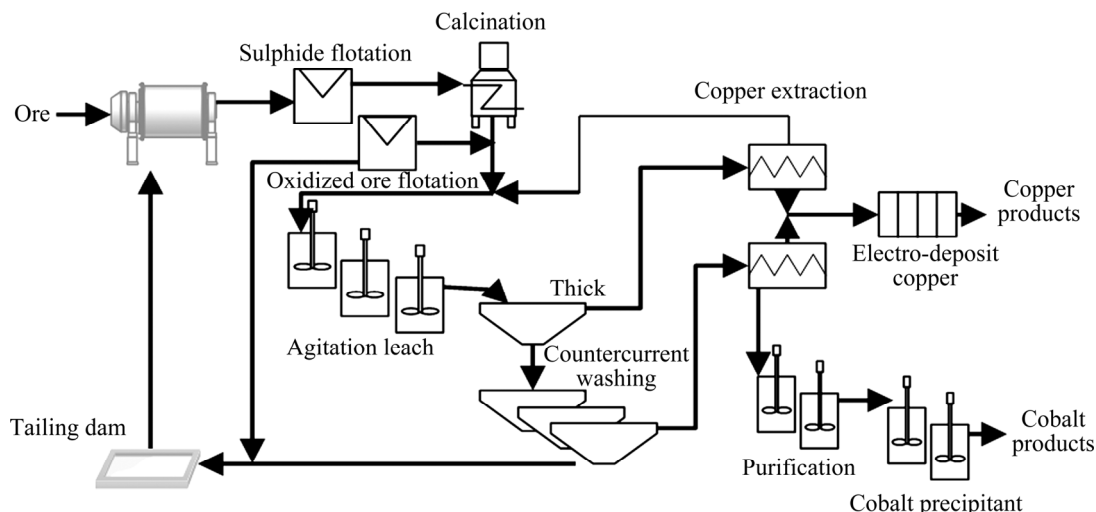 Calcination
Sulphide flotation
Ore
Copper extraction
Oxidized ore flotation
Copper
products
Electro-deposit
copper
Thick
Agitation leach
Countercurrent
washing
Tailing dam
Cobalt
products
Purification
Cobalt precipitant